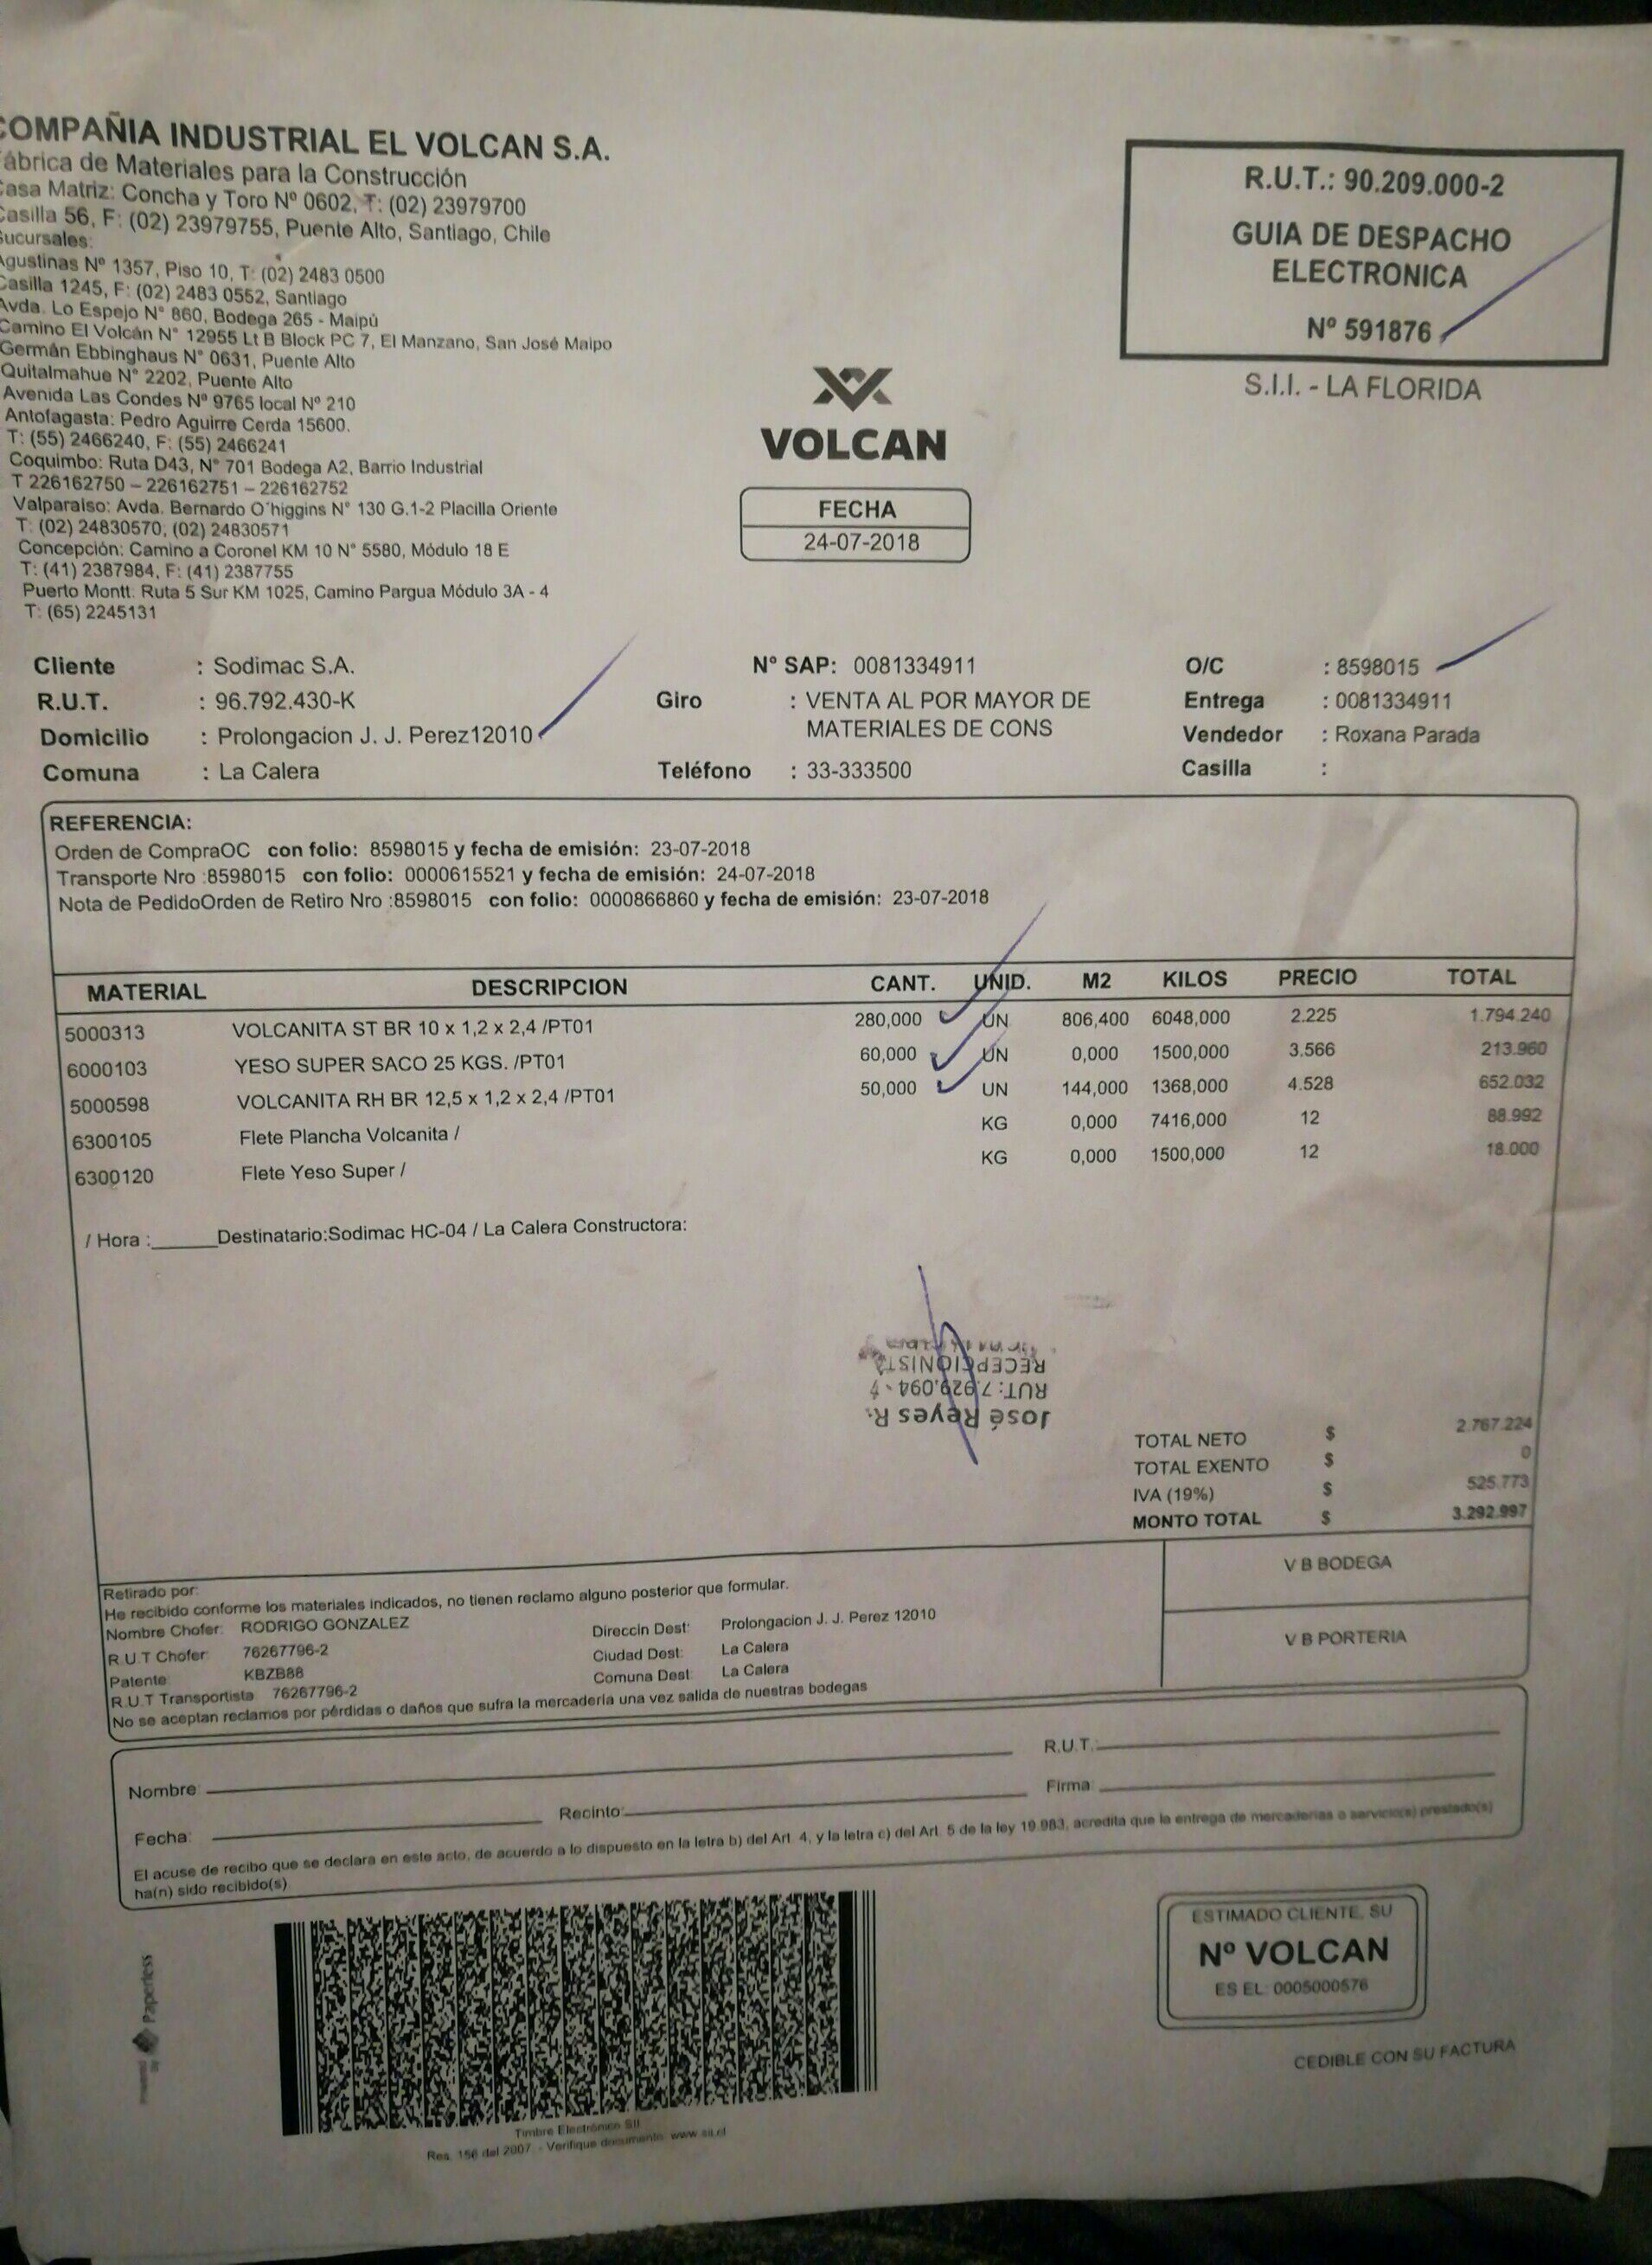 COMPAÑIA INDUSTRIAL EL VOLCAN S.A.
ábrica de Materiales para la Construcción
Casa Matriz: Concha y Toro Nº 0602, T: (02) 23979700
Casilla 56, F: (02) 23979755, Puente Alto, Santiago, Chile
Sucursales:
Agustinas Nº 1357, Piso 10, T: (02) 2483 0500
Casilla 1245, F: (02) 2483 0552, Santiago
Avda. Lo Espejo N° 860, Bodega 265 - Maipú
Camino El Volcán N° 12955 Lt B Block PC 7, El Manzano, San José Maipo
Germán Ebbinghaus N° 0631, Puente Alto
Quitalmahue N° 2202, Puente Alto
Avenida Las Condes Nº 9765 local Nº 210
Antofagasta: Pedro Aguirre Cerda 15600.
T: (55) 2466240, F: (55) 2466241
Coquimbo: Ruta D43, N° 701 Bodega A2, Barrio Industrial
T 226162750 – 226162751 – 226162752
Valparaíso: Avda. Bernardo O´higgins N° 130 G.1-2 Placilla Oriente
T: (02) 24830570, (02) 24830571
Concepción: Camino a Coronel KM 10 N° 5580, Módulo 18 E
T: (41) 2387984, F: (41) 2387755
Puerto Montt: Ruta 5 Sur KM 1025, Camino Pargua Módulo 3A - 4
T: (65) 2245131
R.U.T.: 90.209.000-2
GUIA DE DESPACHO
ELECTRONICA
Nº 591876
S.I.I. - LA FLORIDA
VOLCAN
FECHA
24-07-2018
Cliente : Sodimac S.A. N° SAP: 0081334911 O/C : 8598015
R.U.T. : 96.792.430-K Giro : VENTA AL POR MAYOR DE Entrega : 0081334911
MATERIALES DE CONS
Domicilio : Prolongacion J. J. Perez12010 Vendedor : Roxana Parada
Comuna : La Calera Teléfono : 33-333500 Casilla :
REFERENCIA:
Orden de CompraOC con folio: 8598015 y fecha de emisión: 23-07-2018
Transporte Nro :8598015 con folio: 0000615521 y fecha de emisión: 24-07-2018
Nota de PedidoOrden de Retiro Nro :8598015 con folio: 0000866860 y fecha de emisión: 23-07-2018
MATERIAL DESCRIPCION CANT. UNID. M2 KILOS PRECIO TOTAL
5000313 VOLCANITA ST BR 10 x 1,2 x 2,4 /PT01 280,000 UN 806,400 6048,000 2.225 1.794.240
6000103 YESO SUPER SACO 25 KGS. /PT01 60,000 UN 0,000 1500,000 3.566 213.960
5000598 VOLCANITA RH BR 12,5 x 1,2 x 2,4 /PT01 50,000 UN 144,000 1368,000 4.528 652.032
6300105 Flete Plancha Volcanita / KG 0,000 7416,000 12 88.992
6300120 Flete Yeso Super / KG 0,000 1500,000 12 18.000
/ Hora :______Destinatario:Sodimac HC-04 / La Calera Constructora:
José Reyes R.
RUT: 7.929.094 -
RECEPCIONISTA
TOTAL NETO $ 2.767.224
TOTAL EXENTO $ 0
IVA (19%) $ 525.773
MONTO TOTAL $ 3.292.997
Retirado por:
He recibido conforme los materiales indicados, no tienen reclamo alguno posterior que formular.
Nombre Chofer: RODRIGO GONZALEZ Direccin Dest: Prolongacion J. J. Perez 12010
R.U.T Chofer 76267796-2 Ciudad Dest: La Calera
Patente KBZB88 Comuna Dest: La Calera
R.U.T Transportista 76267796-2
No se aceptan reclamos por pérdidas o daños que sufra la mercadería una vez salida de nuestras bodegas
V B BODEGA
V B PORTERIA
Nombre: R.U.T.:
Fecha: Recinto: Firma:
El acuse de recibo que se declara en este acto, de acuerdo a lo dispuesto en la letra b) del Art. 4, y la letra c) del Art. 5 de la ley 19.983, acredita que la entrega de mercaderías o servicio(s) prestado(s)
ha(n) sido recibido(s)
Paperless
Timbre Electrónico SII
Res. 156 del 2007 - Verifique documento: www.sii.cl
ESTIMADO CLIENTE, SU
Nº VOLCAN
ES EL: 0005000576
CEDIBLE CON SU FACTURA